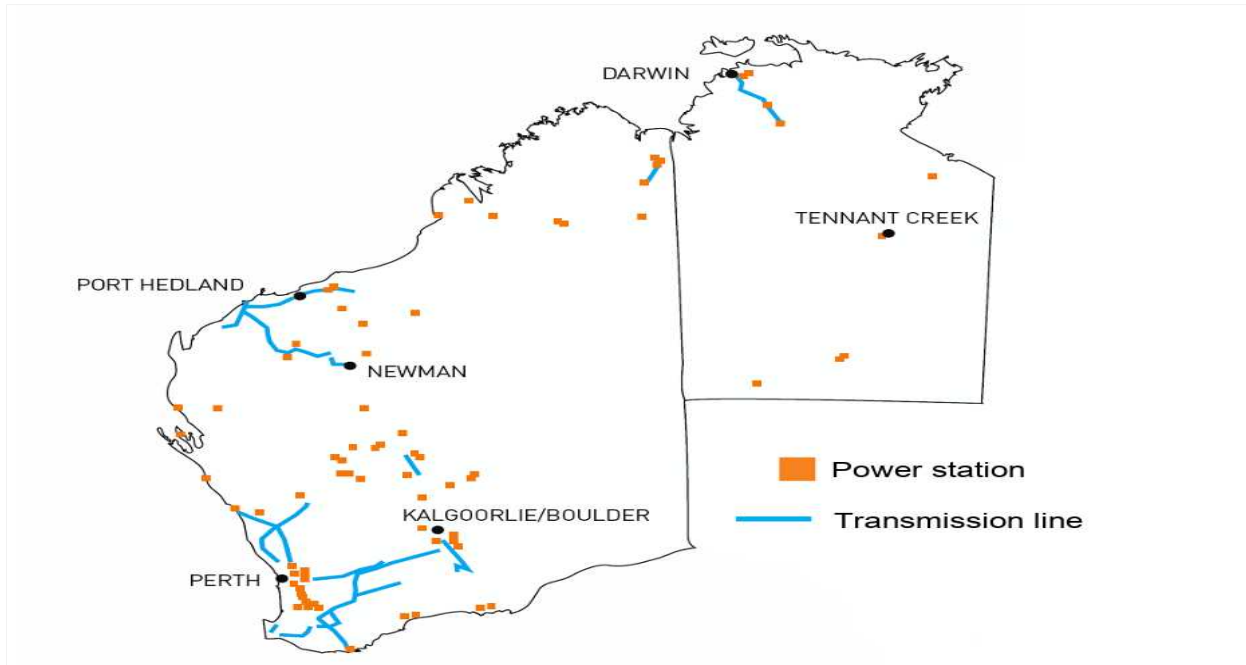 DARWIN
TENNANT CREEK
PORT HEDLAND
NEWMAN
Power station
KALGOORLIE/BOULDER
Transmission line
PERTH